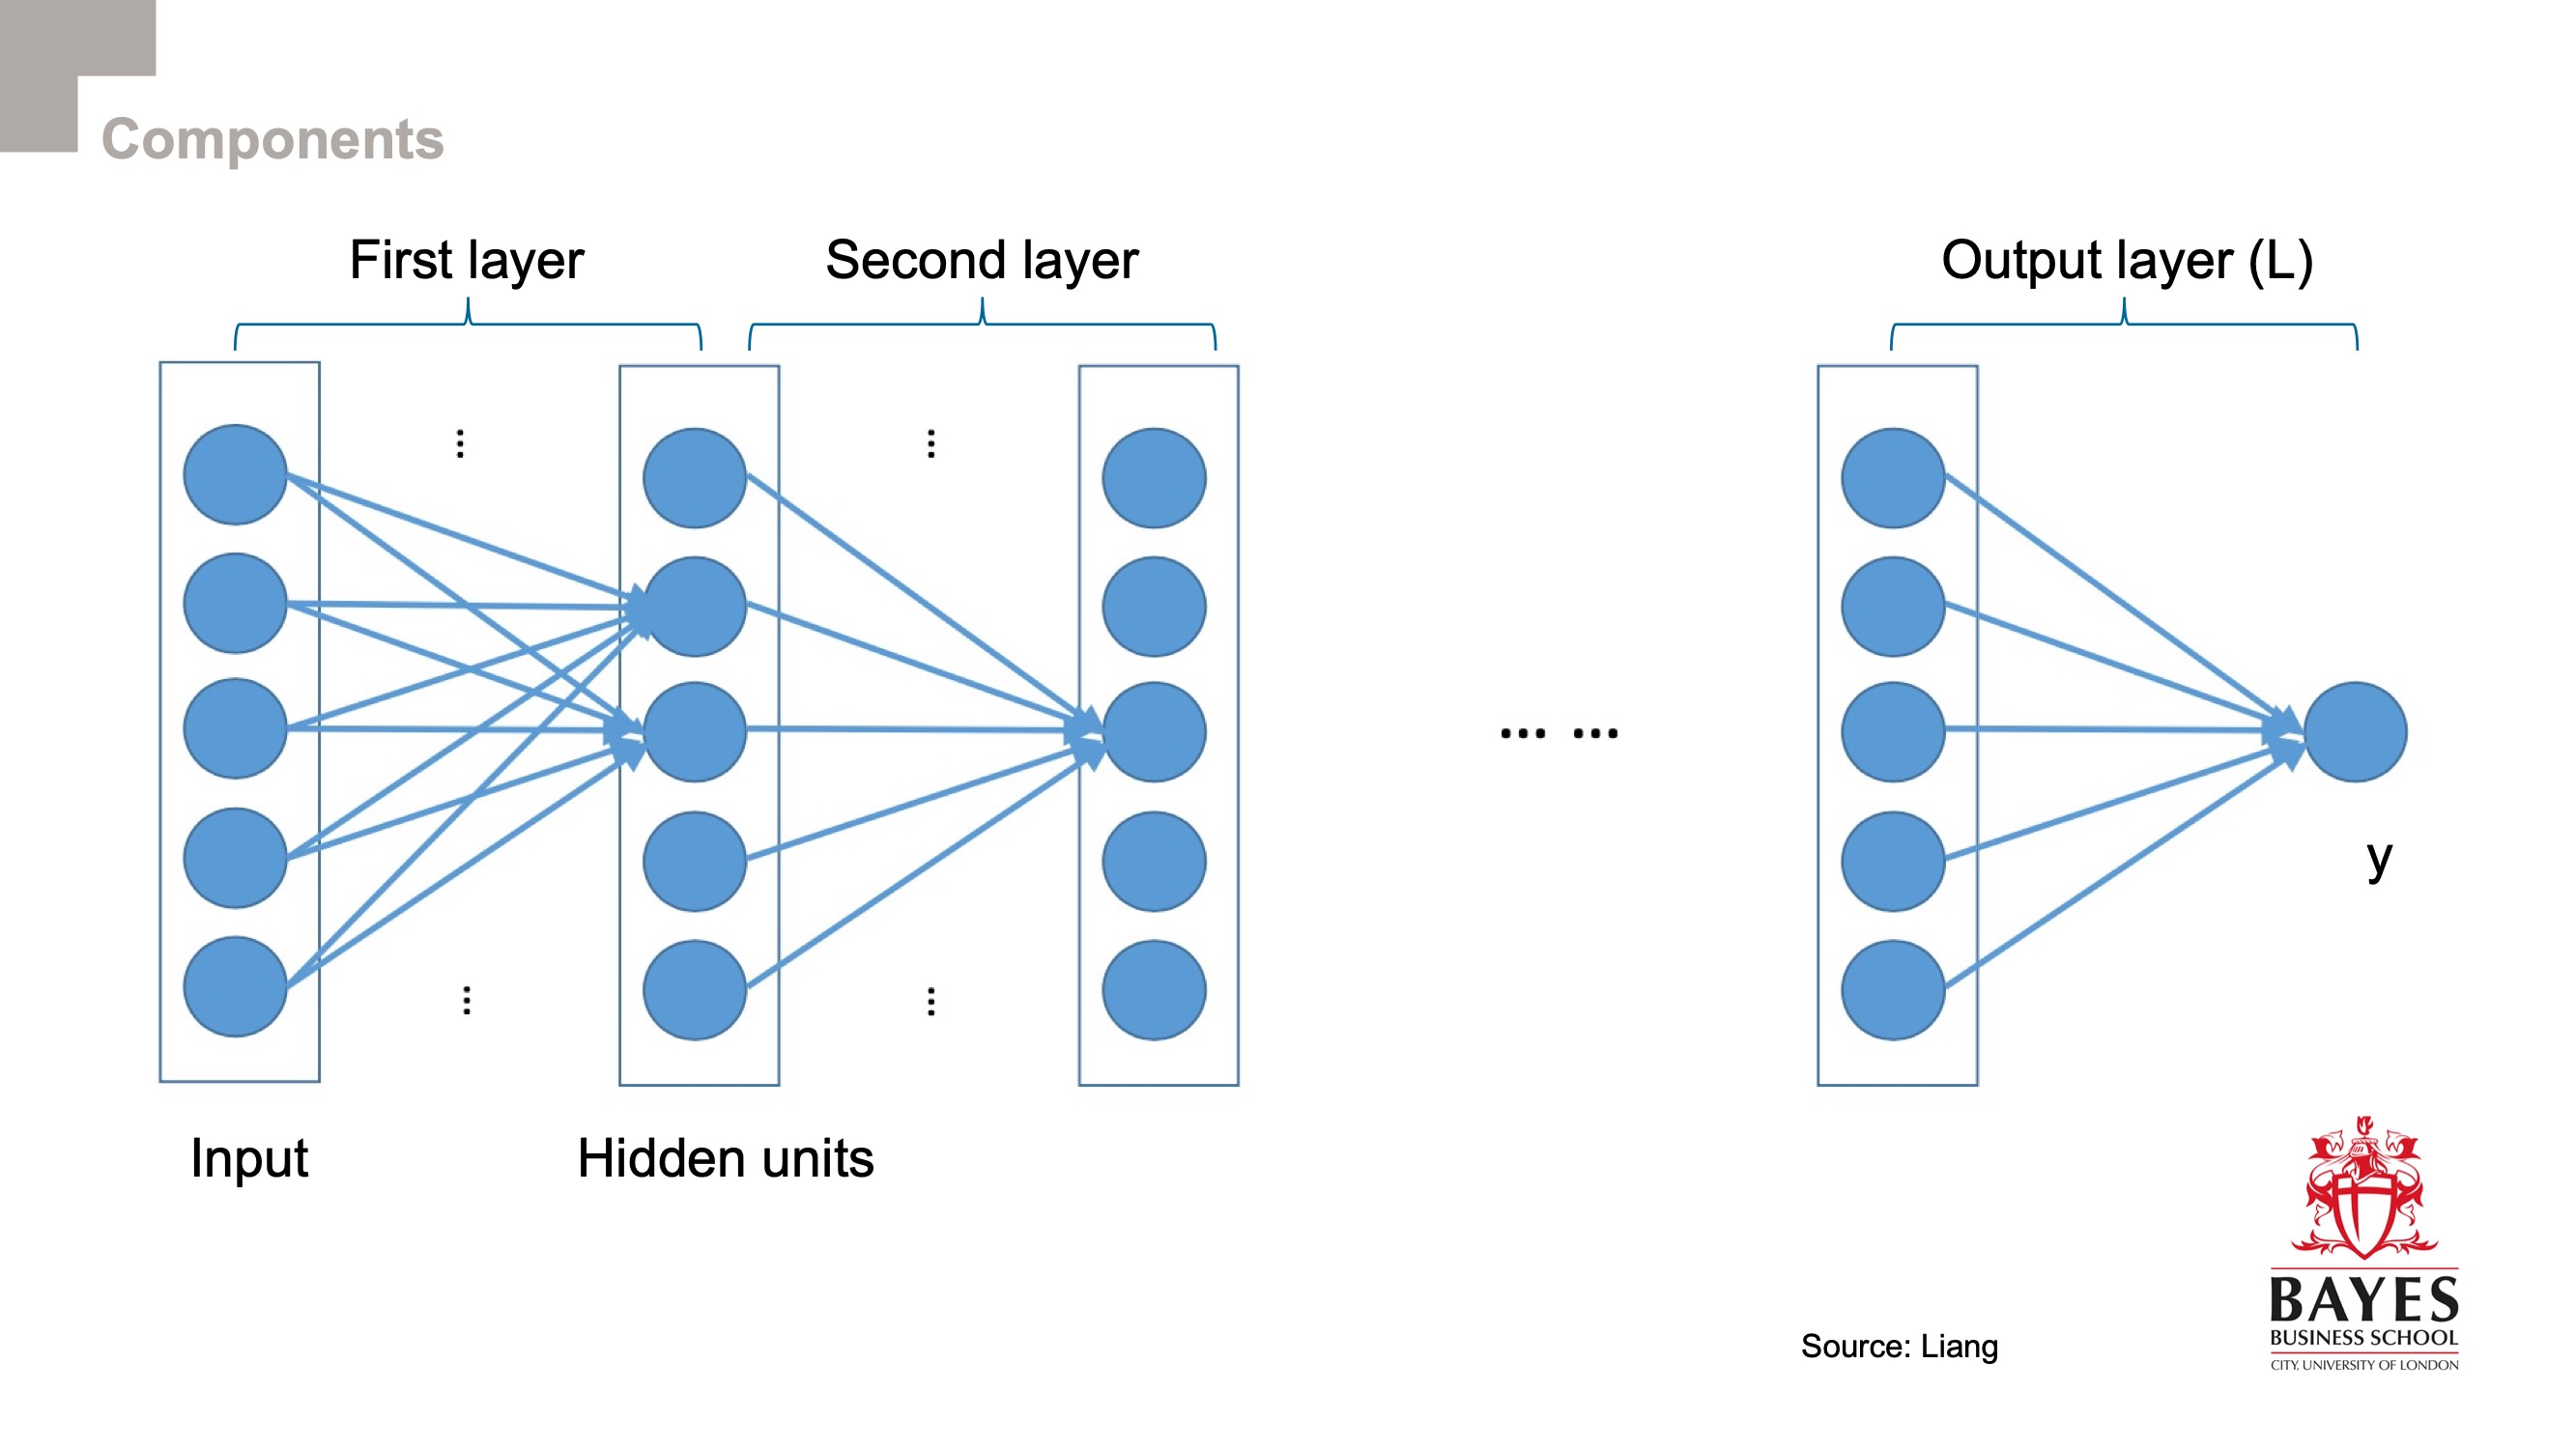 Components
First layer
Second layer
Output layer (L)
⋮
⋮
... ...
y
⋮
⋮
Input
Hidden units
Source: Liang
BAYES
BUSINESS SCHOOL
CITY, UNIVERSITY OF LONDON